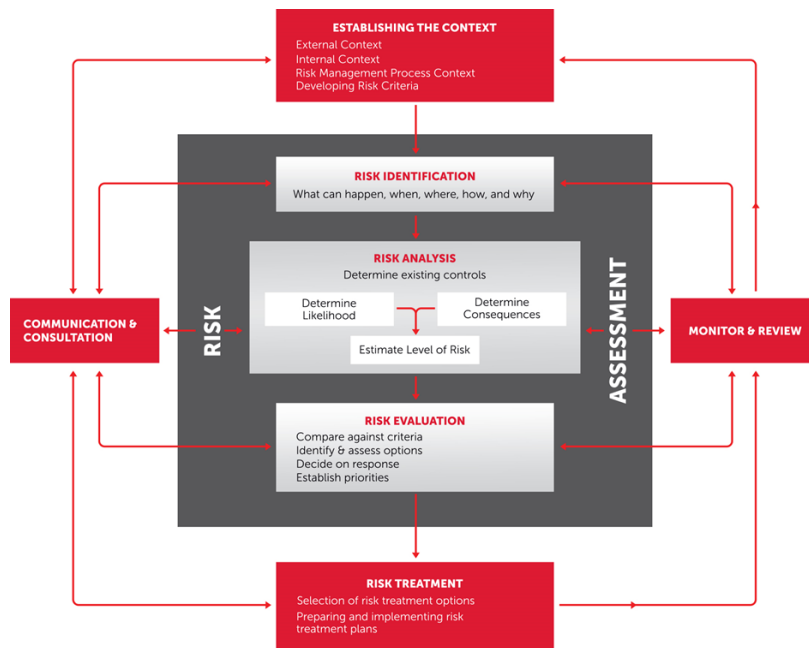 ESTABLISHING THE CONTEXT
External Context
Internal Context
Risk Management Process Context
Developing Risk Criteria
RISK IDENTIFICATION
What can happen, when, where, how, and why
RISK ANALYSIS
Determine existing controls
Determine
Likelihood
Determine
Consequences
Estimate Level of Risk
RISK
ASSESSMENT
COMMUNICATION &
CONSULTATION
MONITOR & REVIEW
RISK EVALUATION
Compare against criteria
Identify & assess options
Decide on response
Establish priorities
RISK TREATMENT
Selection of risk treatment options
Preparing and implementing risk
treatment plans